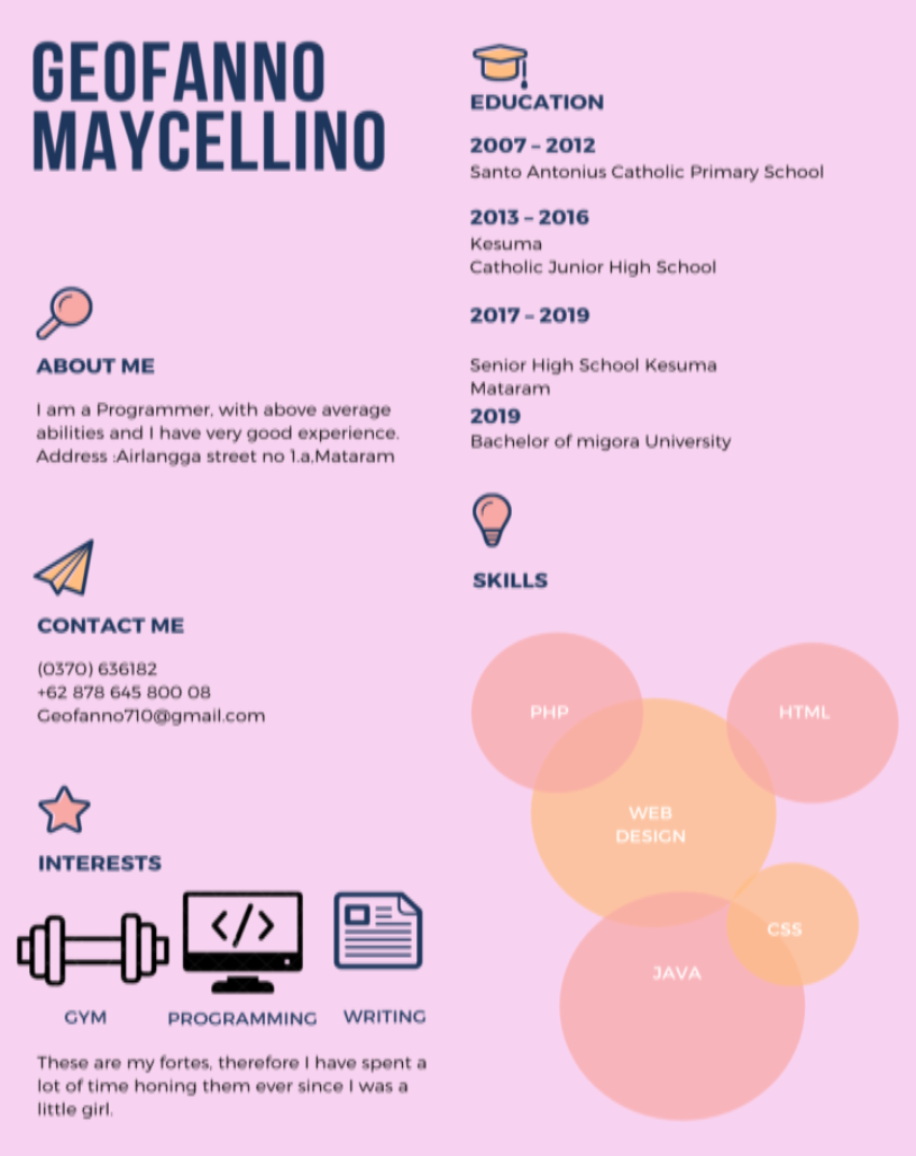 GEOFANNO
MAYCELLINO
ABOUT ME
I am a Programmer, with above average
abilities and I have very good experience.
Address :Airlangga street no 1.a,Mataram
CONTACT ME
(0370) 636182
+62 878 645 800 08
Geofanno710@gmail.com
INTERESTS
</>
GYM
PROGRAMMING
WRITING
These are my fortes, therefore I have spent a
lot of time honing them ever since I was a
little girl.
EDUCATION
2007 – 2012
Santo Antonius Catholic Primary School
2013 – 2016
Kesuma
Catholic Junior High School
2017 – 2019
Senior High School Kesuma
Mataram
2019
Bachelor of migora University
SKILLS
PHP
HTML
WEB
DESIGN
CSS
JAVA